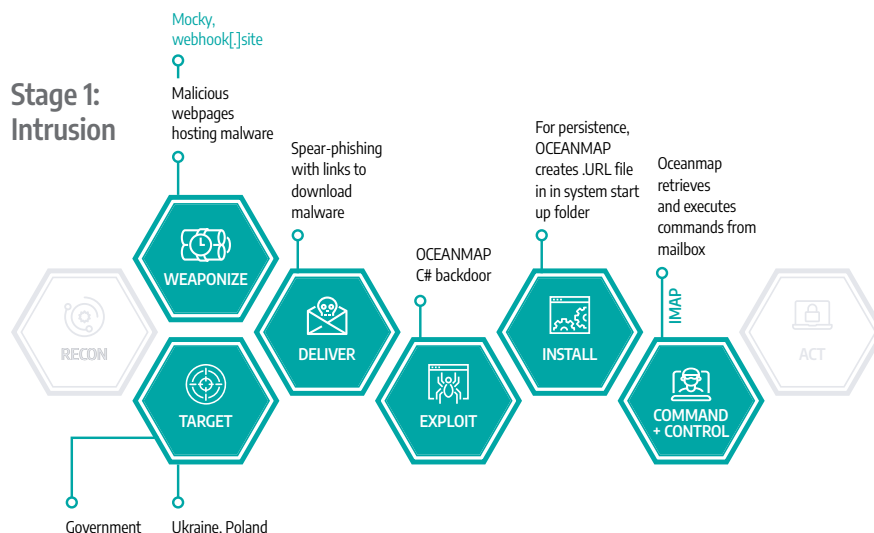 Mocky,
webhook[.]site
Stage 1:
Intrusion
Malicious
webpages
hosting malware
Spear-phishing
with links to
download
malware
For persistence,
OCEANMAP
creates .URL file
in in system start
up folder
Oceanmap
retrieves
and executes
commands from
mailbox
OCEANMAP
C# backdoor
IMAP
WEAPONIZE
RECON
DELIVER
INSTALL
ACT
TARGET
EXPLOIT
COMMAND
+ CONTROL
Government
Ukraine, Poland